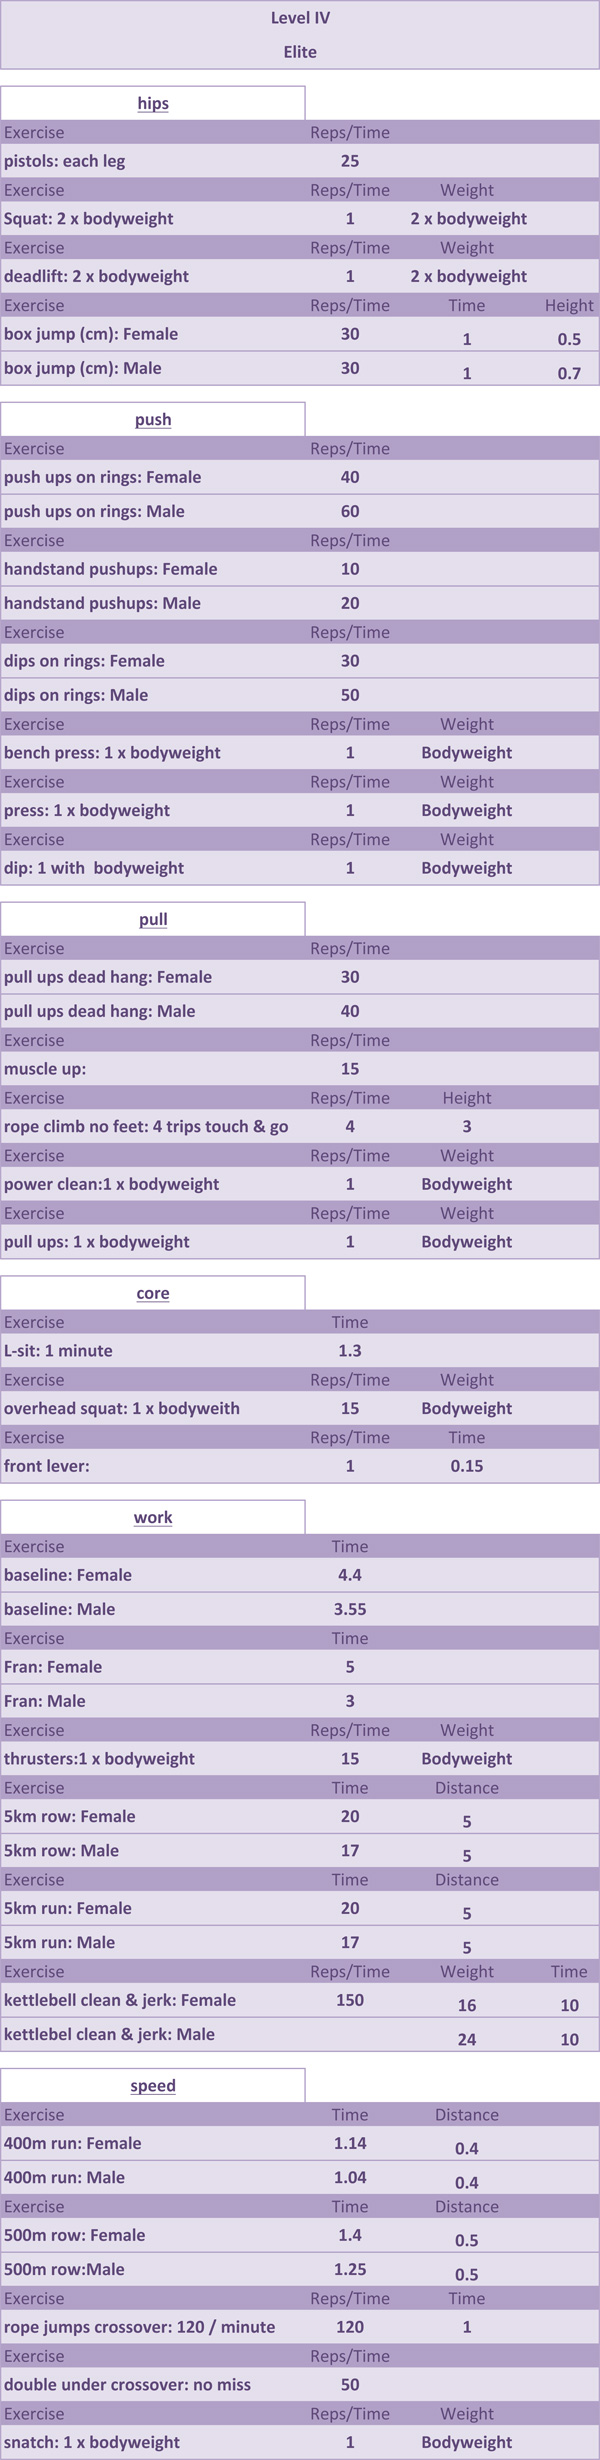 Level IV
Elite
hips
Exercise Reps/Time
pistols: each leg 25
Exercise Reps/Time Weight
Squat: 2 x bodyweight 1 2 x bodyweight
Exercise Reps/Time Weight
deadlift: 2 x bodyweight 1 2 x bodyweight
Exercise Reps/Time Time Height
box jump (cm): Female 30 1 0.5
box jump (cm): Male 30 1 0.7
push
Exercise Reps/Time
push ups on rings: Female 40
push ups on rings: Male 60
Exercise Reps/Time
handstand pushups: Female 10
handstand pushups: Male 20
Exercise Reps/Time
dips on rings: Female 30
dips on rings: Male 50
Exercise Reps/Time Weight
bench press: 1 x bodyweight 1 Bodyweight
Exercise Reps/Time Weight
press: 1 x bodyweight 1 Bodyweight
Exercise Reps/Time Weight
dip: 1 with bodyweight 1 Bodyweight
pull
Exercise Reps/Time
pull ups dead hang: Female 30
pull ups dead hang: Male 40
Exercise Reps/Time
muscle up: 15
Exercise Reps/Time Height
rope climb no feet: 4 trips touch & go 4 3
Exercise Reps/Time Weight
power clean:1 x bodyweight 1 Bodyweight
Exercise Reps/Time Weight
pull ups: 1 x bodyweight 1 Bodyweight
core
Exercise Time
L-sit: 1 minute 1.3
Exercise Reps/Time Weight
overhead squat: 1 x bodyweith 15 Bodyweight
Exercise Reps/Time Time
front lever: 1 0.15
work
Exercise Time
baseline: Female 4.4
baseline: Male 3.55
Exercise Time
Fran: Female 5
Fran: Male 3
Exercise Reps/Time Weight
thrusters:1 x bodyweight 15 Bodyweight
Exercise Time Distance
5km row: Female 20 5
5km row: Male 17 5
Exercise Time Distance
5km run: Female 20 5
5km run: Male 17 5
Exercise Reps/Time Weight Time
kettlebell clean & jerk: Female 150 16 10
kettlebel clean & jerk: Male 24 10
speed
Exercise Time Distance
400m run: Female 1.14 0.4
400m run: Male 1.04 0.4
Exercise Time Distance
500m row: Female 1.4 0.5
500m row:Male 1.25 0.5
Exercise Reps/Time Time
rope jumps crossover: 120 / minute 120 1
Exercise Reps/Time
double under crossover: no miss 50
Exercise Reps/Time Weight
snatch: 1 x bodyweight 1 Bodyweight